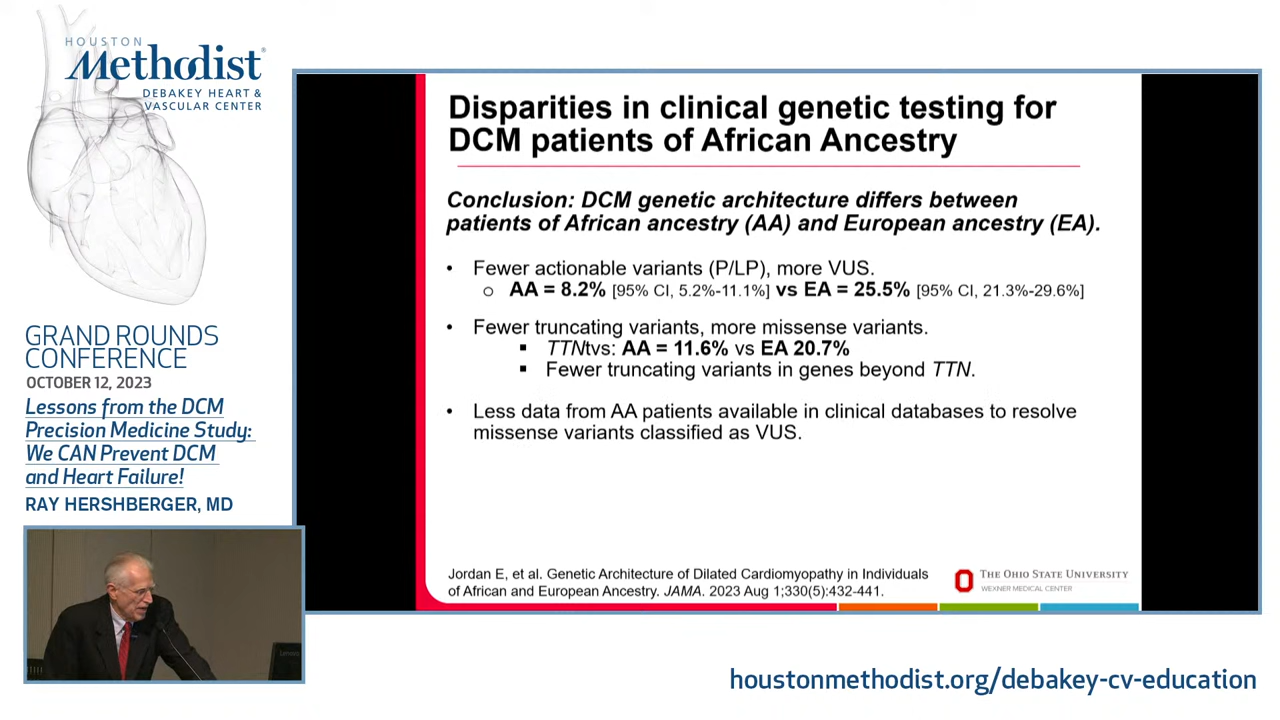 HOUSTON
Methodist®
DEBAKEY HEART &
VASCULAR CENTER
GRAND ROUNDS
CONFERENCE
OCTOBER 12, 2023
Lessons from the DCM
Precision Medicine Study:
We CAN Prevent DCM
and Heart Failure!
RAY HERSHBERGER, MD
Disparities in clinical genetic testing for
DCM patients of African Ancestry
Conclusion: DCM genetic architecture differs between
patients of African ancestry (AA) and European ancestry (EA).
• Fewer actionable variants (P/LP), more VUS.
o AA = 8.2% [95% CI, 5.2%-11.1%] vs EA = 25.5% [95% CI, 21.3%-29.6%]
• Fewer truncating variants, more missense variants.
▪ TTNtvs: AA = 11.6% vs EA 20.7%
▪ Fewer truncating variants in genes beyond TTN.
• Less data from AA patients available in clinical databases to resolve
missense variants classified as VUS.
Jordan E, et al. Genetic Architecture of Dilated Cardiomyopathy in Individuals
of African and European Ancestry. JAMA. 2023 Aug 1;330(5):432-441.
THE OHIO STATE UNIVERSITY
WEXNER MEDICAL CENTER
houstonmethodist.org/debakey-cv-education